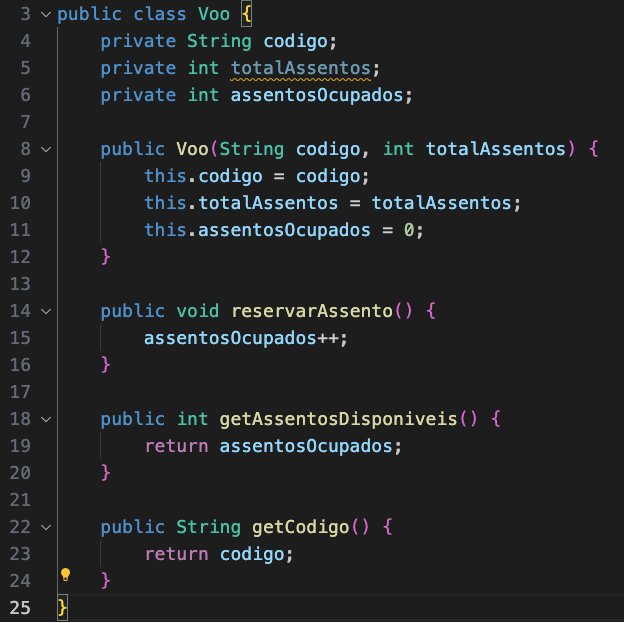 3 public class Voo {
4     private String codigo;
5     private int totalAssentos;
6     private int assentosOcupados;
7
8     public Voo(String codigo, int totalAssentos) {
9         this.codigo = codigo;
10         this.totalAssentos = totalAssentos;
11         this.assentosOcupados = 0;
12     }
13
14     public void reservarAssento() {
15         assentosOcupados++;
16     }
17
18     public int getAssentosDisponiveis() {
19         return assentosOcupados;
20     }
21
22     public String getCodigo() {
23         return codigo;
24     }
25 }